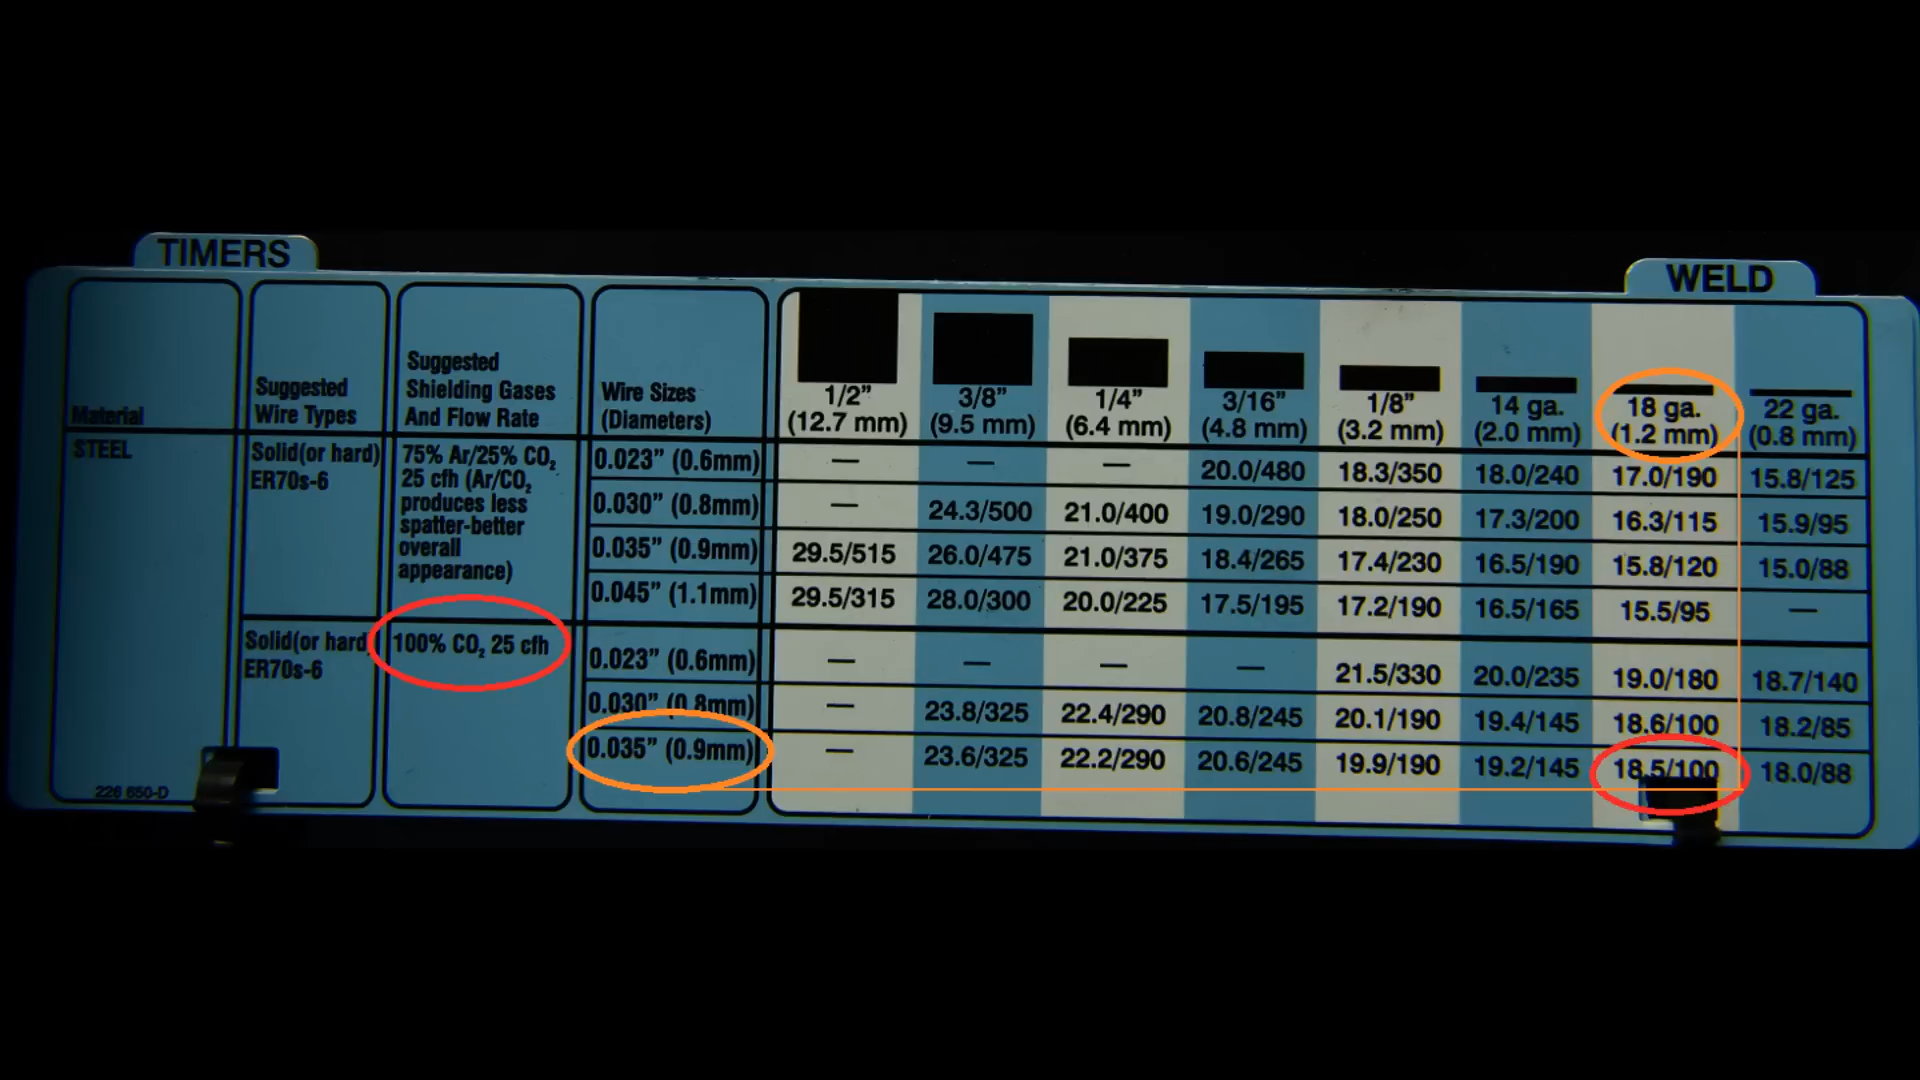 TIMERS
WELD
Material
Suggested
Wire Types
Suggested
Shielding Gases
And Flow Rate
Wire Sizes
(Diameters)
1/2”
(12.7 mm)
3/8”
(9.5 mm)
1/4”
(6.4 mm)
3/16”
(4.8 mm)
1/8”
(3.2 mm)
14 ga.
(2.0 mm)
18 ga.
(1.2 mm)
22 ga.
(0.8 mm)
STEEL
Solid(or hard)
ER70s-6
75% Ar/25% CO₂
25 cfh (Ar/CO₂
produces less
spatter-better
overall
appearance)
0.023” (0.6mm) — — — 20.0/480 18.3/350 18.0/240 17.0/190 15.8/125
0.030” (0.8mm) — 24.3/500 21.0/400 19.0/290 18.0/250 17.3/200 16.3/115 15.9/95
0.035” (0.9mm) 29.5/515 26.0/475 21.0/375 18.4/265 17.4/230 16.5/190 15.8/120 15.0/88
0.045” (1.1mm) 29.5/315 28.0/300 20.0/225 17.5/195 17.2/190 16.5/165 15.5/95 —
Solid(or hard)
ER70s-6
100% CO₂ 25 cfh
0.023” (0.6mm) — — — — 21.5/330 20.0/235 19.0/180 18.7/140
0.030” (0.8mm) — 23.8/325 22.4/290 20.8/245 20.1/190 19.4/145 18.6/100 18.2/85
0.035” (0.9mm) — 23.6/325 22.2/290 20.6/245 19.9/190 19.2/145 18.5/100 18.0/88
226 650-D